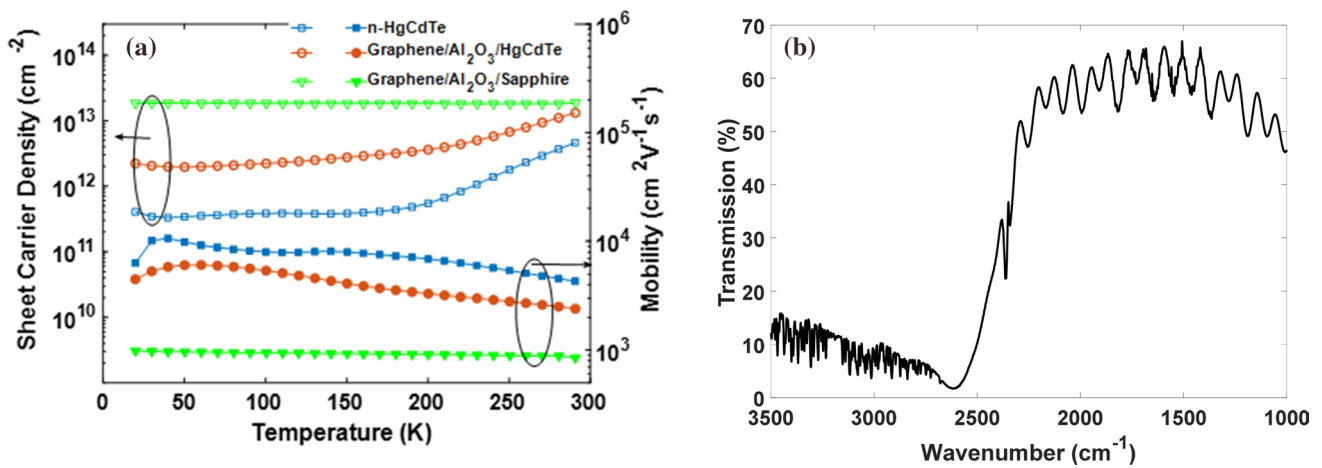 (a)
n-HgCdTe
Graphene/Al2O3/HgCdTe
Graphene/Al2O3/Sapphire
Sheet Carrier Density (cm-2)
10^14
10^13
10^12
10^11
10^10
0 50 100 150 200 250 300
Temperature (K)
10^6
10^5
10^4
10^3
Mobility (cm2V-1s-1)
(b)
Transmission (%)
70
60
50
40
30
20
10
0
3500 3000 2500 2000 1500 1000
Wavenumber (cm-1)